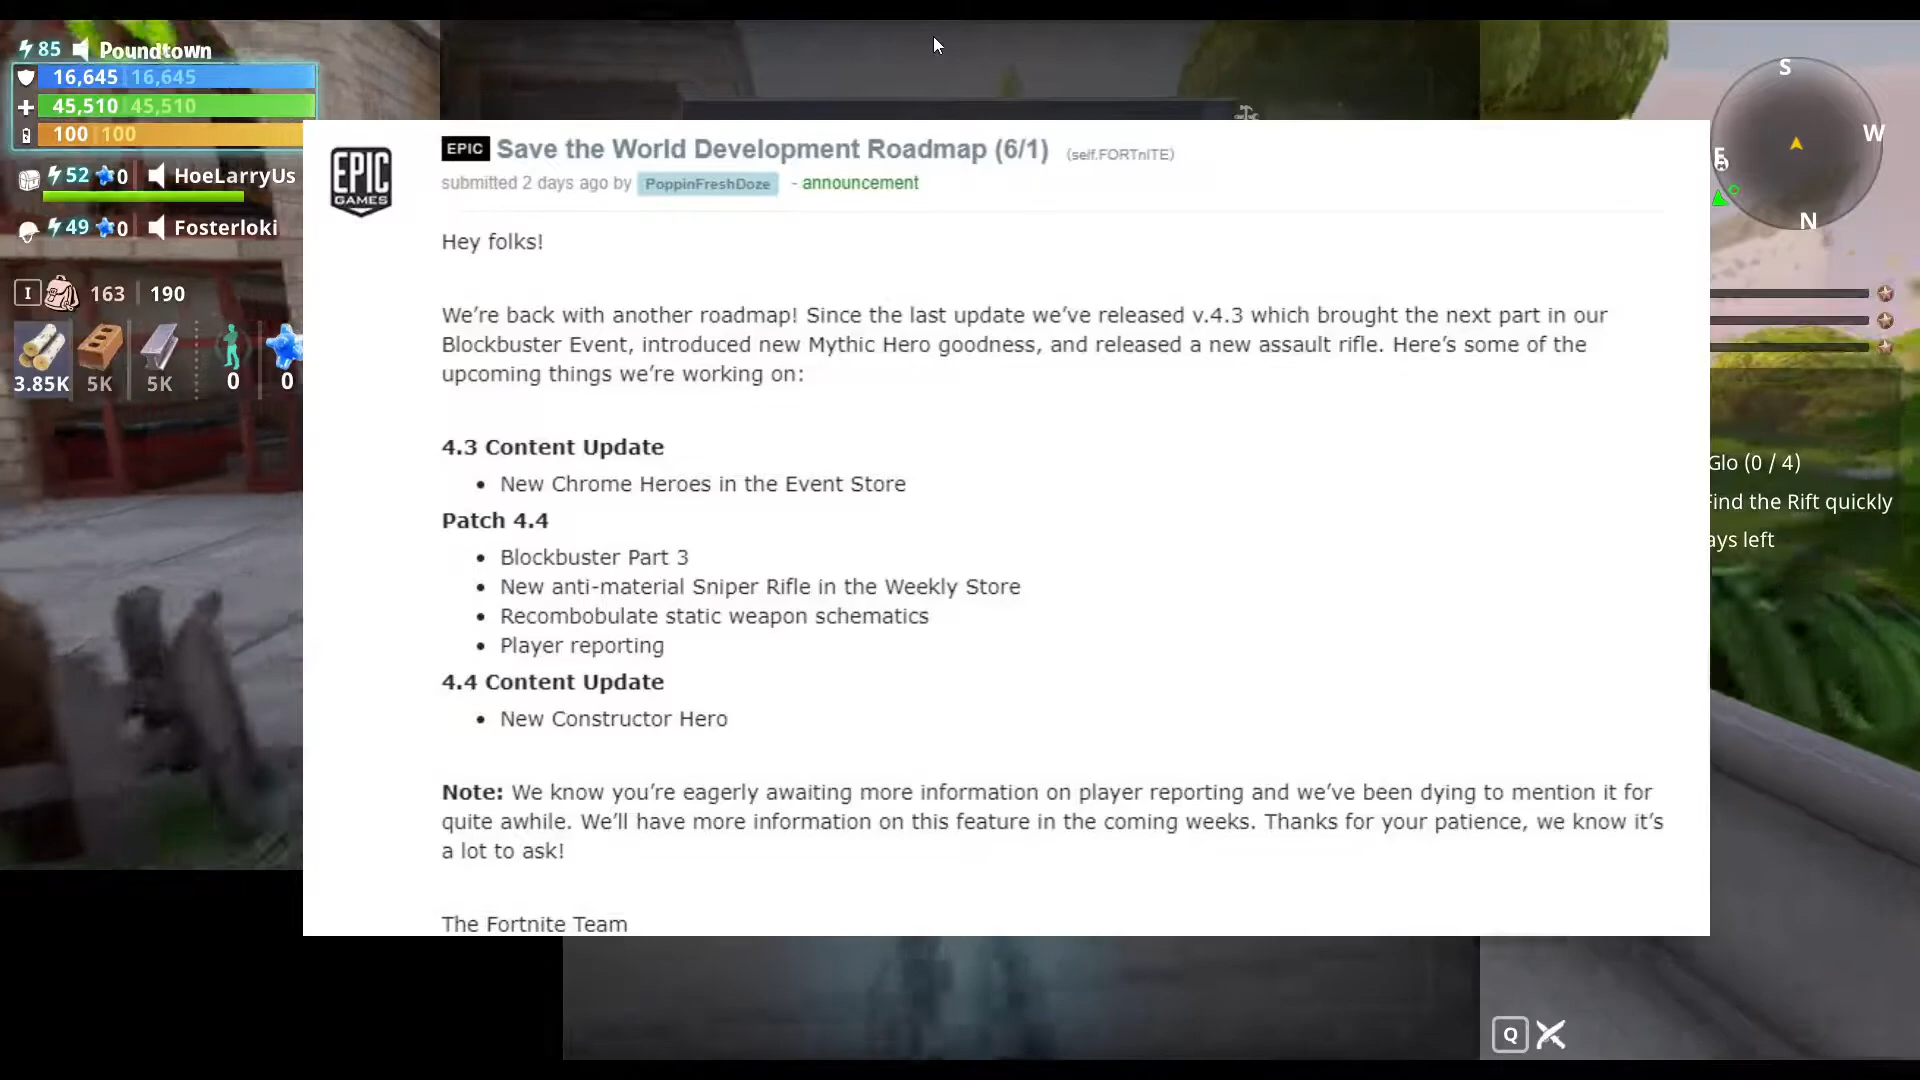 85 Poundtown
16,645 16,645
45,510 45,510
100 100
52 0 HoeLarryUs
49 0 Fosterloki
I 163 190
3.85K 5K 5K 0 0
EPIC GAMES
EPIC Save the World Development Roadmap (6/1) (self.FORTnITE)
submitted 2 days ago by PoppinFreshDoze - announcement
Hey folks!
We’re back with another roadmap! Since the last update we’ve released v.4.3 which brought the next part in our
Blockbuster Event, introduced new Mythic Hero goodness, and released a new assault rifle. Here’s some of the
upcoming things we’re working on:
4.3 Content Update
• New Chrome Heroes in the Event Store
Patch 4.4
• Blockbuster Part 3
• New anti-material Sniper Rifle in the Weekly Store
• Recombobulate static weapon schematics
• Player reporting
4.4 Content Update
• New Constructor Hero
Note: We know you’re eagerly awaiting more information on player reporting and we’ve been dying to mention it for
quite awhile. We’ll have more information on this feature in the coming weeks. Thanks for your patience, we know it’s
a lot to ask!
The Fortnite Team
S
W
E
N
Glo (0 / 4)
Find the Rift quickly
ays left
Q